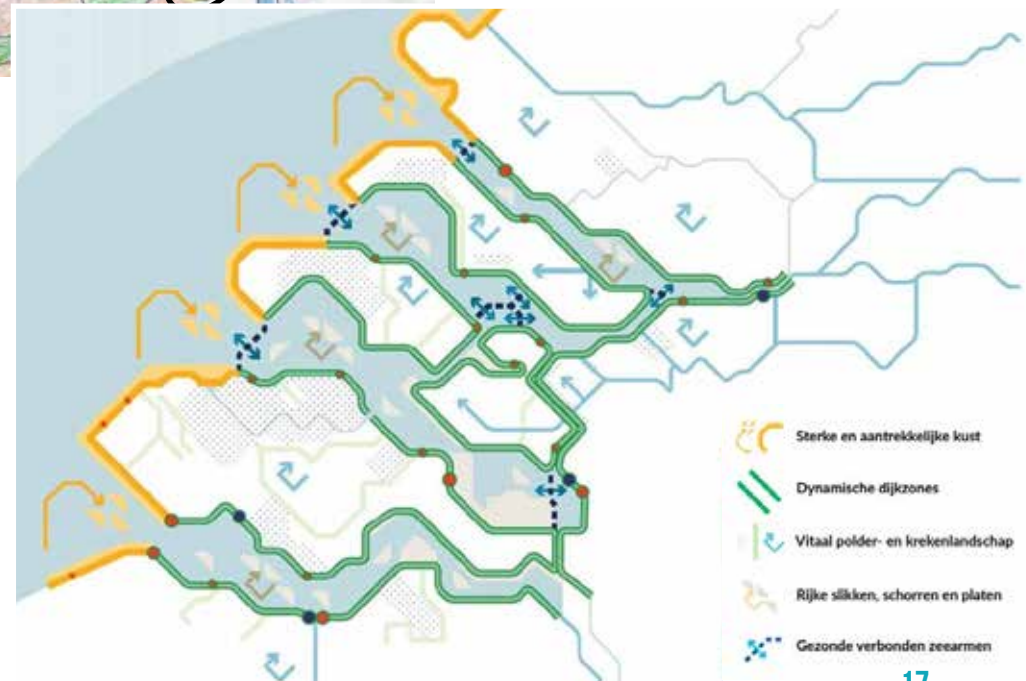 Sterke en aantrekkelijke kust
Dynamische dijkzones
Vitaal polder- en krekenlandschap
Rijke slikken, schorren en platen
Gezonde verbonden zeearmen
17